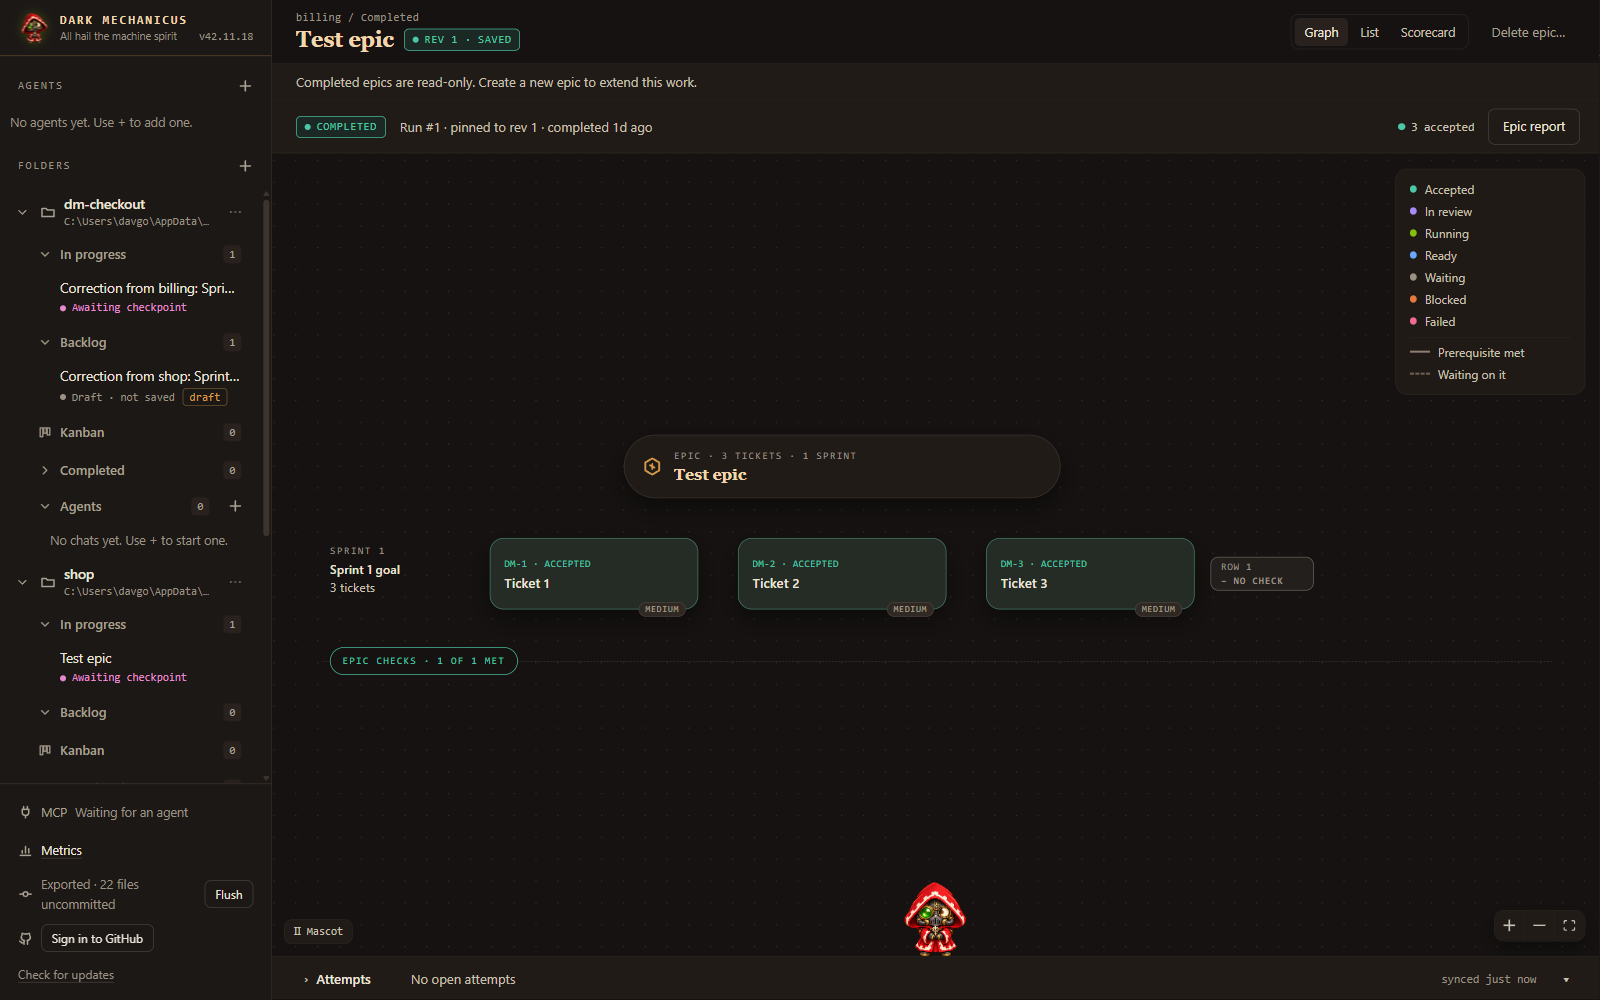 DARK MECHANICUS
All hail the machine spirit v42.11.18
AGENTS
No agents yet. Use + to add one.
FOLDERS
dm-checkout
C:\Users\davgo\AppData\…
In progress 1
Correction from billing: Spri...
Awaiting checkpoint
Backlog 1
Correction from shop: Sprint...
Draft · not saved draft
Kanban 0
Completed 0
Agents 0
No chats yet. Use + to start one.
shop
C:\Users\davgo\AppData\…
In progress 1
Test epic
Awaiting checkpoint
Backlog 0
Kanban 0
MCP Waiting for an agent
Metrics
Exported · 22 files
uncommitted
Flush
Sign in to GitHub
Check for updates
billing / Completed
Test epic REV 1 · SAVED
Graph List Scorecard Delete epic...
Completed epics are read-only. Create a new epic to extend this work.
COMPLETED Run #1 · pinned to rev 1 · completed 1d ago 3 accepted Epic report
Accepted
In review
Running
Ready
Waiting
Blocked
Failed
Prerequisite met
Waiting on it
EPIC · 3 TICKETS · 1 SPRINT
Test epic
SPRINT 1
Sprint 1 goal
3 tickets
DM-1 · ACCEPTED
Ticket 1
MEDIUM
DM-2 · ACCEPTED
Ticket 2
MEDIUM
DM-3 · ACCEPTED
Ticket 3
MEDIUM
ROW 1
– NO CHECK
EPIC CHECKS · 1 OF 1 MET
Mascot
Attempts No open attempts synced just now